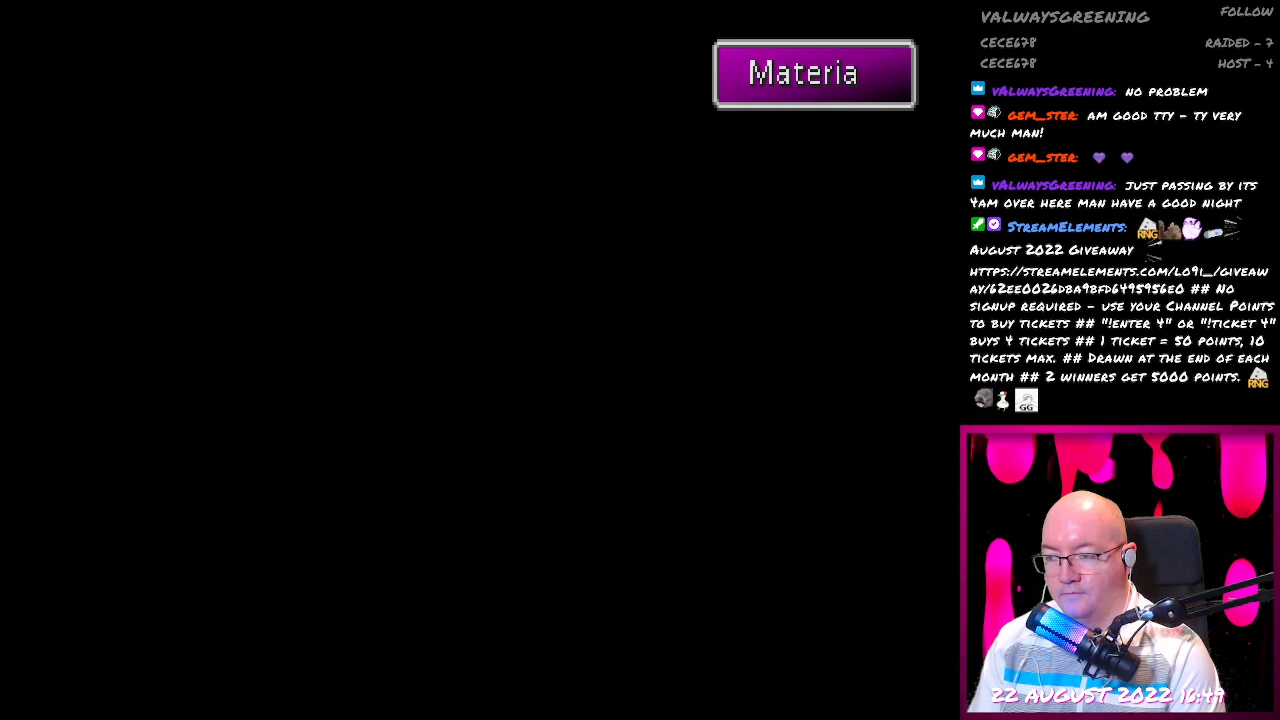 Materia
VALWAYSGREENING FOLLOW
CECE678 RAIDED - 7
CECE678 HOST - 4
vAlwaysGreening: no problem
gem_ster: am good tty - ty very
much man!
gem_ster:
vAlwaysGreening: just passing by its
4am over here man have a good night
StreamElements: RNG
August 2022 Giveaway
https://streamelements.com/lo9i_/giveaw
ay/62ee0026dba9bfd6495956e0 ## No
signup required - use your Channel Points
to buy tickets ## "!enter 4" or "!ticket 4"
buys 4 tickets ## 1 ticket = 50 points, 10
tickets max. ## Drawn at the end of each
month ## 2 winners get 5000 points. RNG
GG
22 AUGUST 2022 16:49